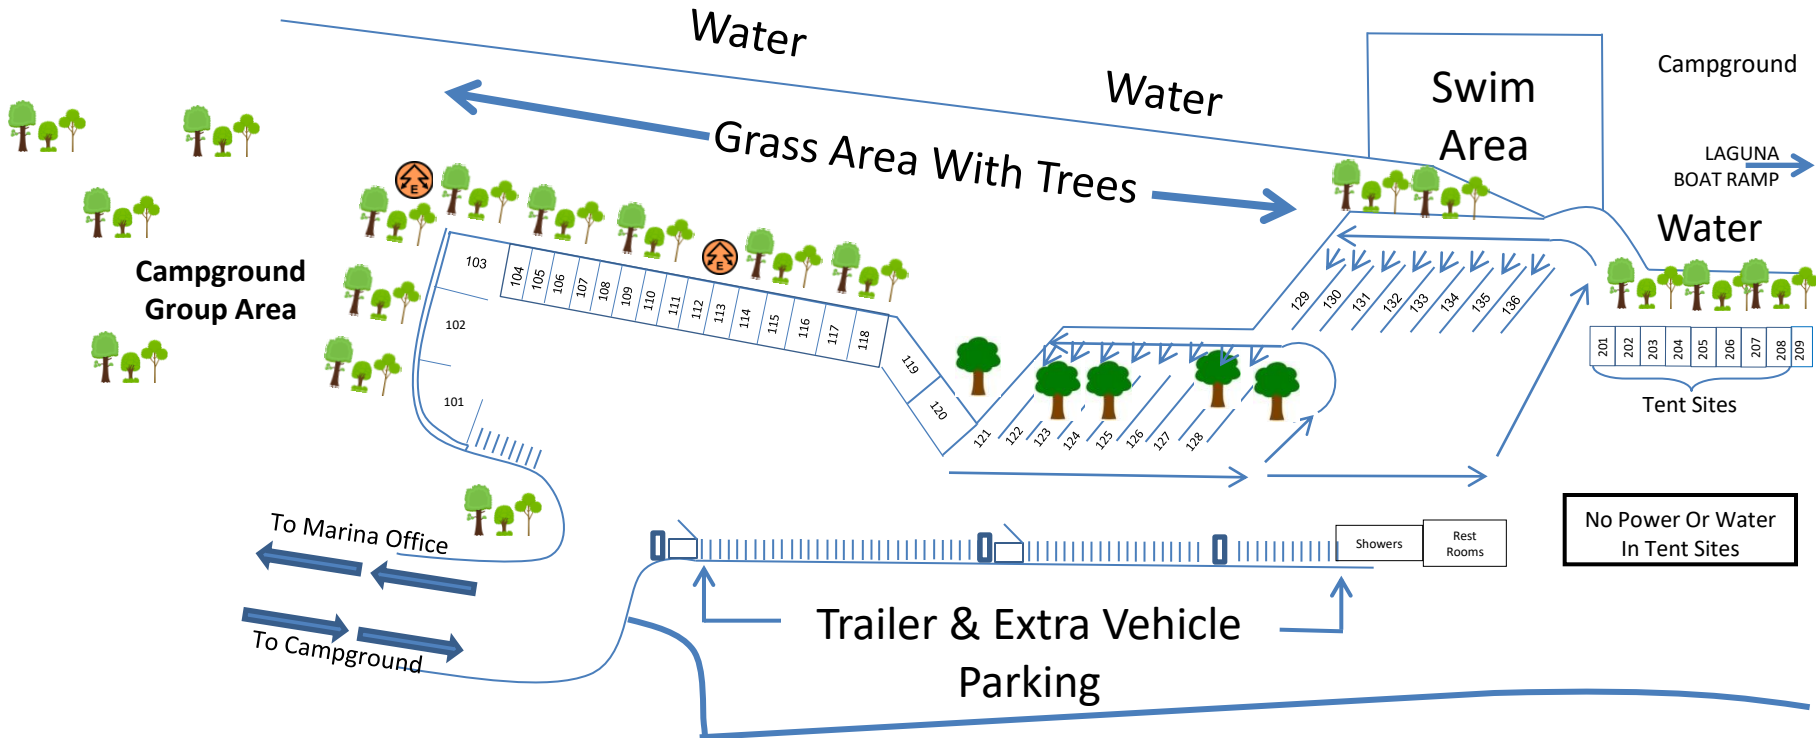 Water
Water
Swim
Area
Campground
LAGUNA
BOAT RAMP
Water
Grass Area With Trees
E
E
Campground
Group Area
103
104
105
106
107
108
109
110
111
112
113
114
115
116
117
118
102
101
119
120
121
122
123
124
125
126
127
128
129
130
131
132
133
134
135
136
201
202
203
204
205
206
207
208
209
Tent Sites
No Power Or Water
In Tent Sites
To Marina Office
To Campground
Showers
Rest
Rooms
Trailer & Extra Vehicle
Parking